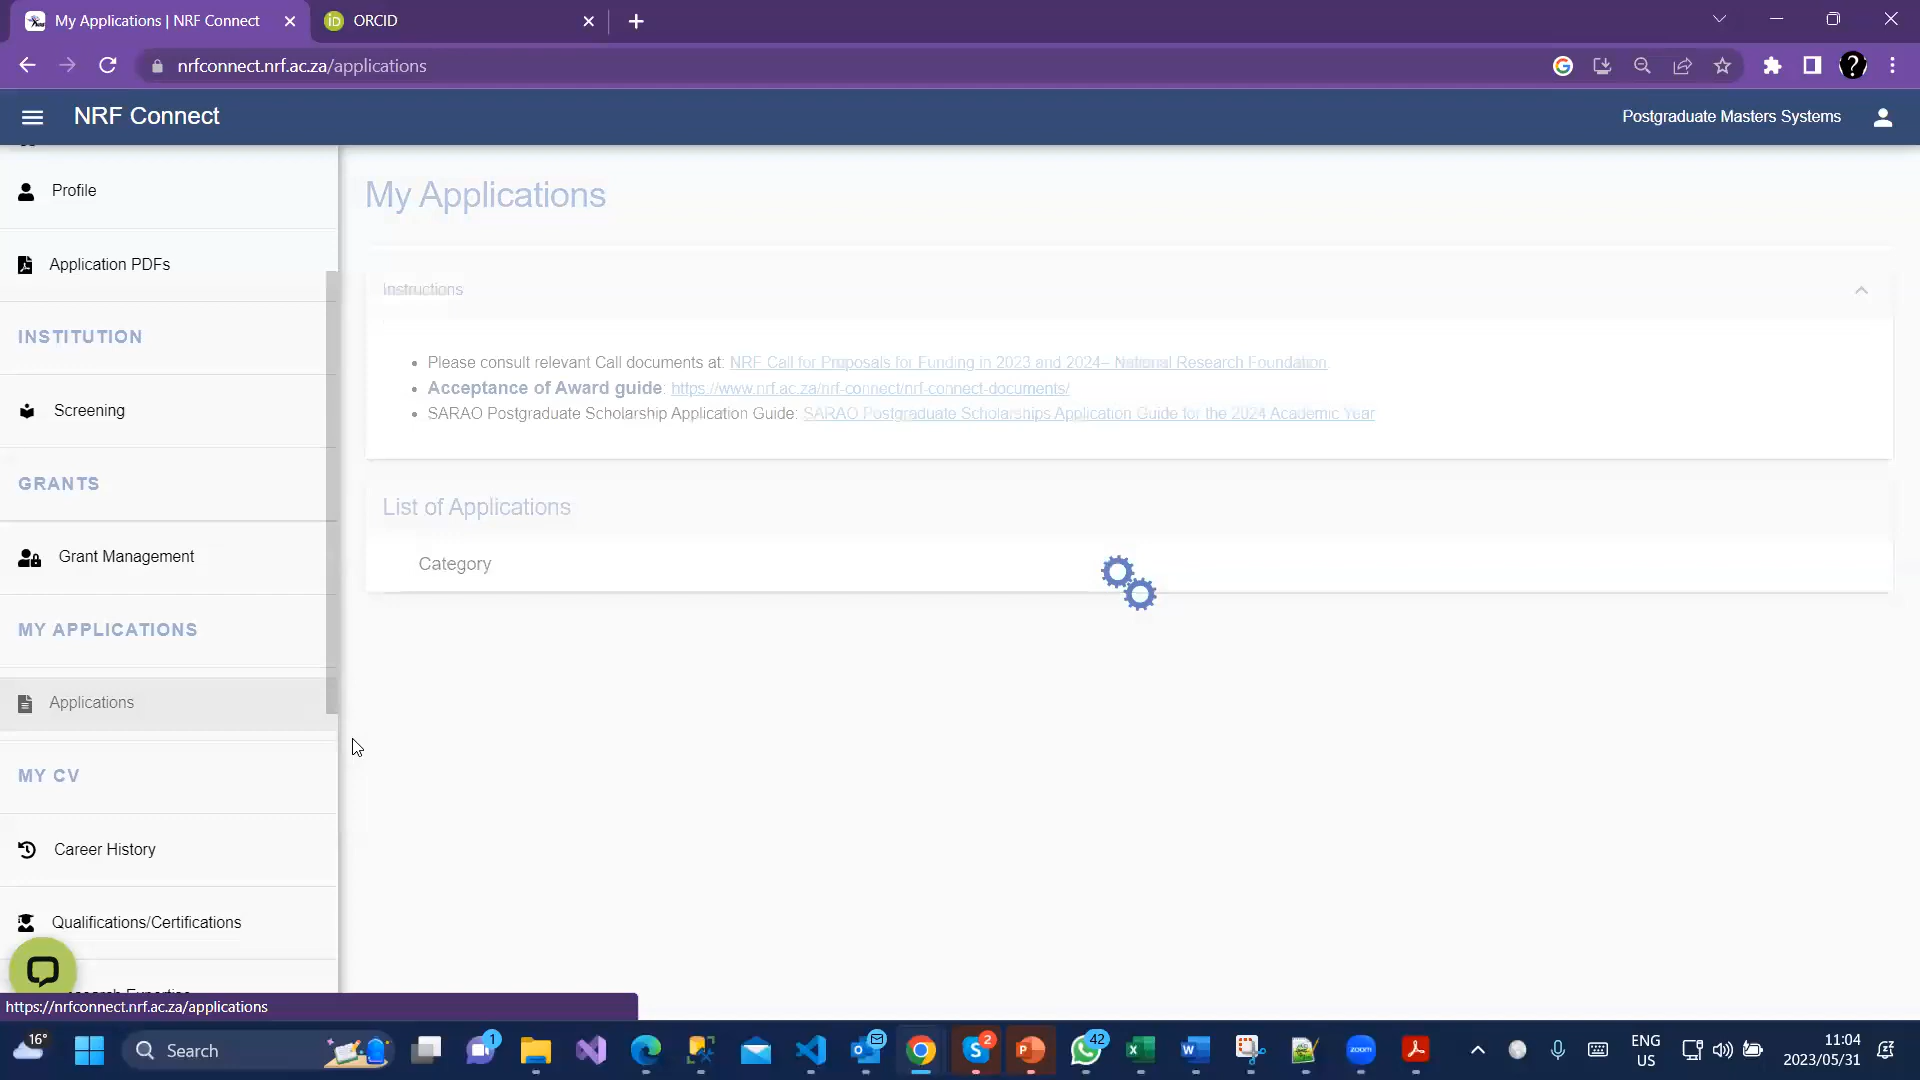 My Applications | NRF Connect
ORCID
nrfconnect.nrf.ac.za/applications
NRF Connect
Postgraduate Masters Systems
Profile
Application PDFs
INSTITUTION
Screening
GRANTS
Grant Management
MY APPLICATIONS
Applications
MY CV
Career History
Qualifications/Certifications
My Applications
Instructions
Please consult relevant Call documents at: NRF Call for Proposals for Funding in 2023 and 2024– National Research Foundation.
Acceptance of Award guide: https://www.nrf.ac.za/nrf-connect/nrf-connect-documents/
SARAO Postgraduate Scholarship Application Guide: SARAO Postgraduate Scholarships Application Guide for the 2024 Academic Year
List of Applications
Category
https://nrfconnect.nrf.ac.za/applications
16°
Search
1
2
42
zoom
ENG
US
11:04
2023/05/31